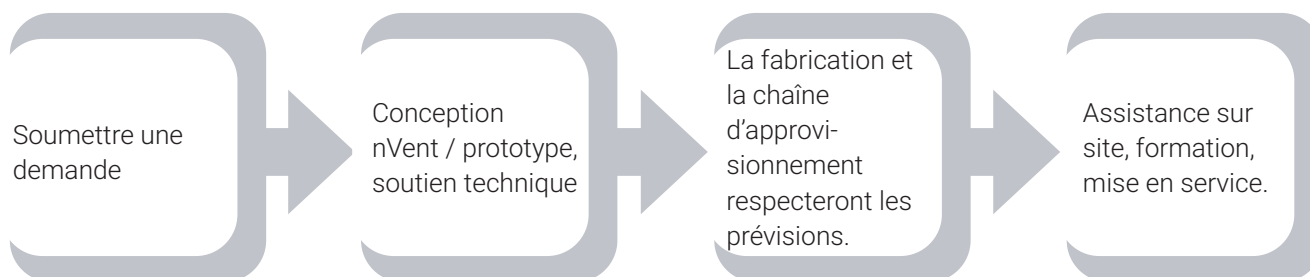 Soumettre une
demande
Conception
nVent / prototype,
soutien technique
La fabrication et
la chaîne
d’approvi-
sionnement
respecteront les
prévisions.
Assistance sur
site, formation,
mise en service.